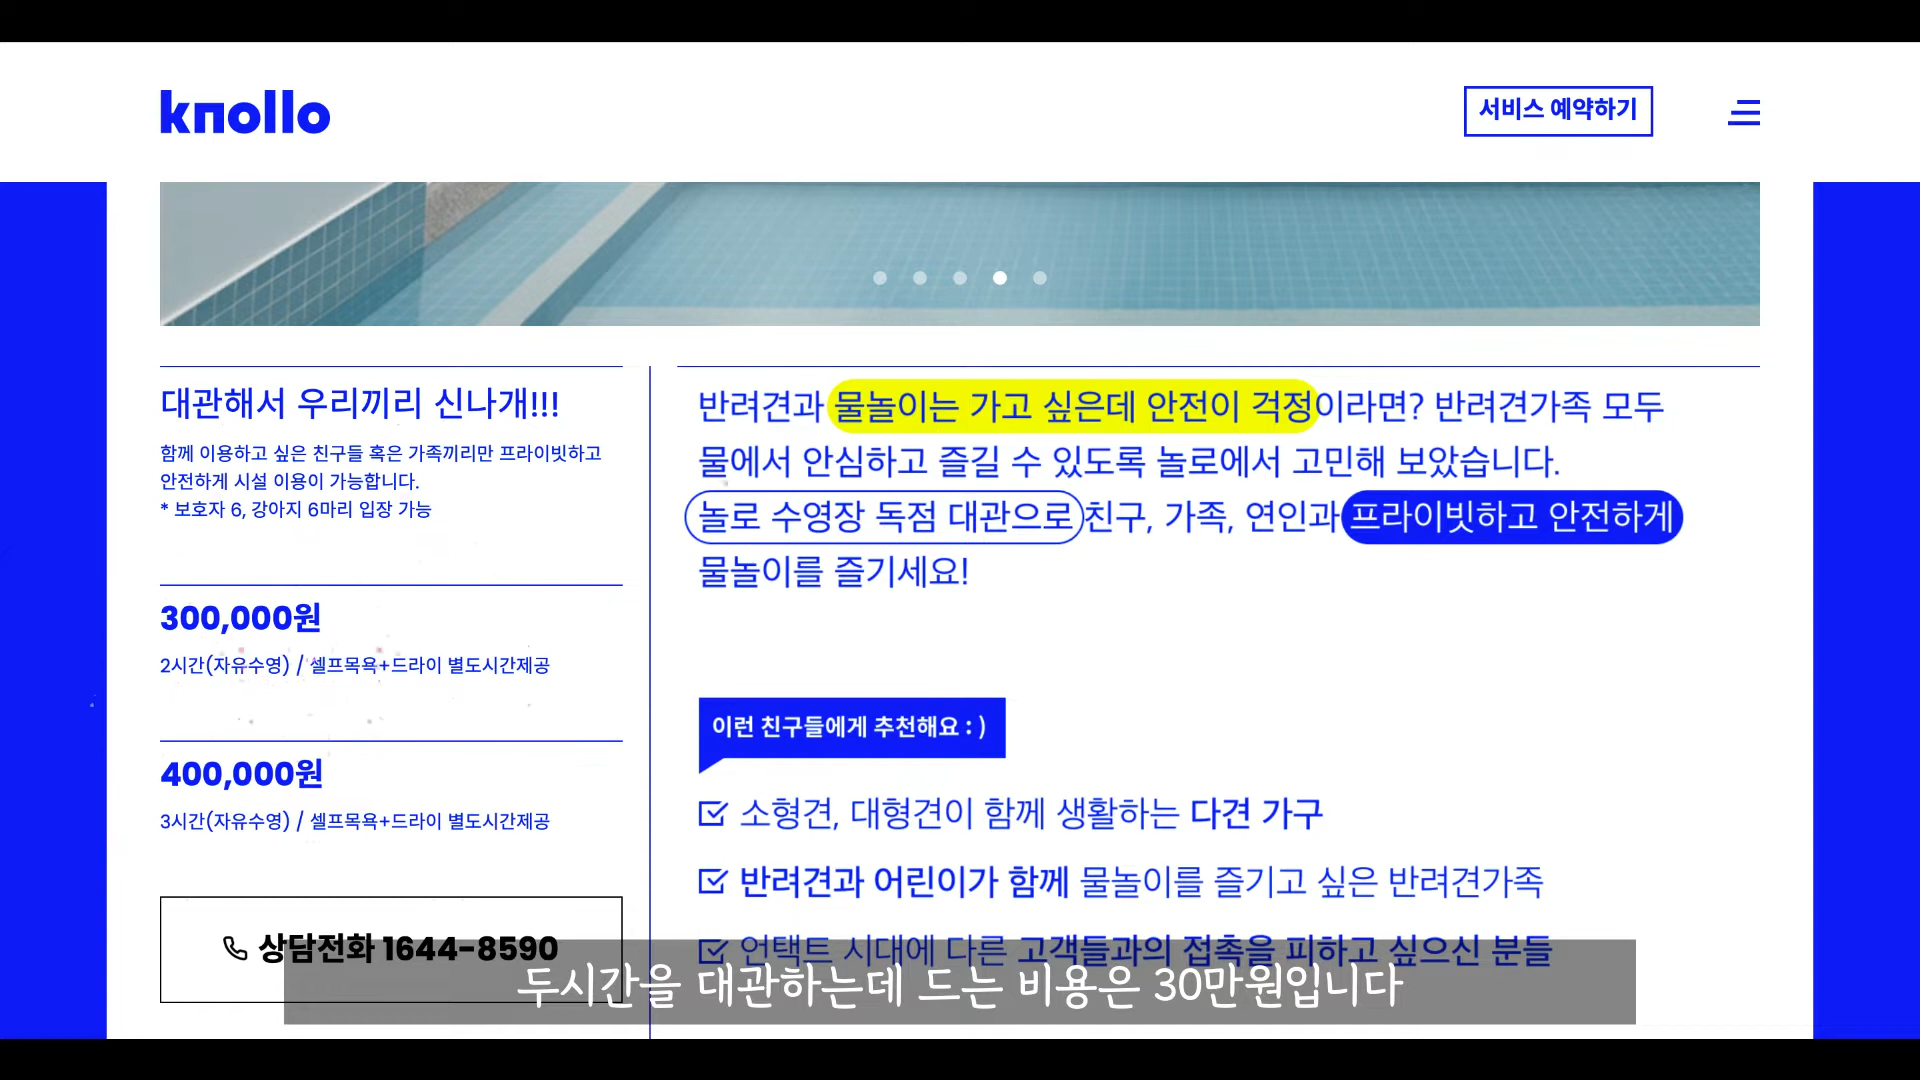 knollo
서비스 예약하기
대관해서 우리끼리 신나개!!!
함께 이용하고 싶은 친구들 혹은 가족끼리만 프라이빗하고
안전하게 시설 이용이 가능합니다.
* 보호자 6, 강아지 6마리 입장 가능
300,000원
2시간(자유수영) / 셀프목욕+드라이 별도시간제공
400,000원
3시간(자유수영) / 셀프목욕+드라이 별도시간제공
상담전화 1644-8590
반려견과 물놀이는 가고 싶은데 안전이 걱정이라면? 반려견가족 모두
물에서 안심하고 즐길 수 있도록 놀로에서 고민해 보았습니다.
놀로 수영장 독점 대관으로 친구, 가족, 연인과 프라이빗하고 안전하게
물놀이를 즐기세요!
이런 친구들에게 추천해요 : )
소형견, 대형견이 함께 생활하는 다견 가구
반려견과 어린이가 함께 물놀이를 즐기고 싶은 반려견가족
언택트 시대에 다른 고객들과의 접촉을 피하고 싶으신 분들
두시간을 대관하는데 드는 비용은 30만원입니다